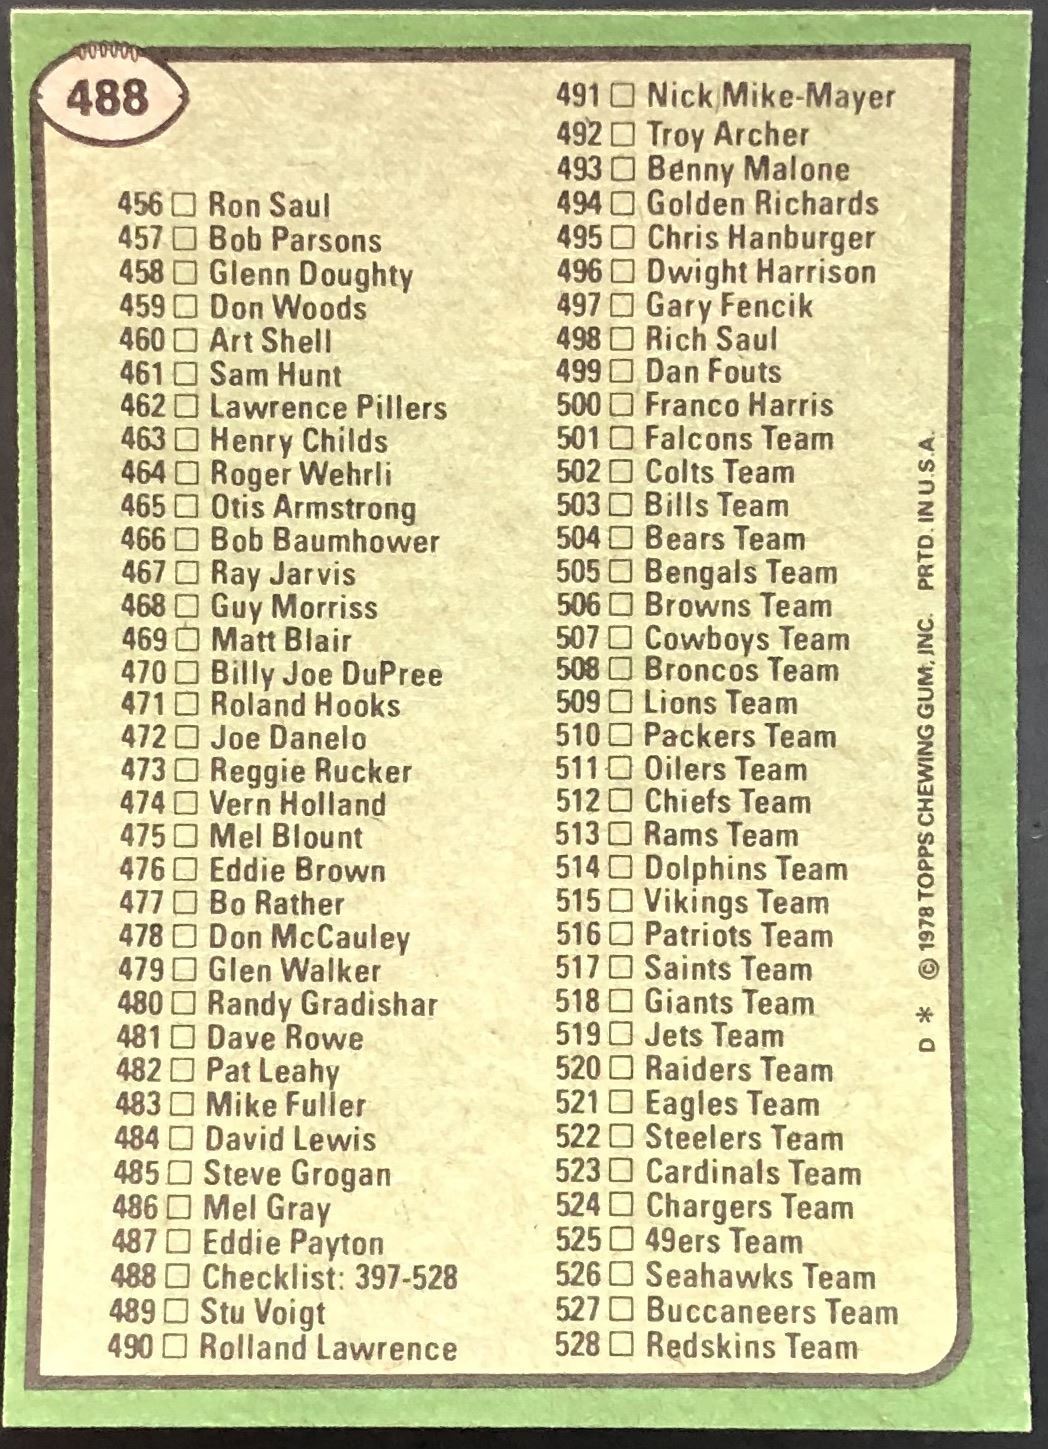 488
456 □ Ron Saul
457 □ Bob Parsons
458 □ Glenn Doughty
459 □ Don Woods
460 □ Art Shell
461 □ Sam Hunt
462 □ Lawrence Pillers
463 □ Henry Childs
464 □ Roger Wehrli
465 □ Otis Armstrong
466 □ Bob Baumhower
467 □ Ray Jarvis
468 □ Guy Morriss
469 □ Matt Blair
470 □ Billy Joe DuPree
471 □ Roland Hooks
472 □ Joe Danelo
473 □ Reggie Rucker
474 □ Vern Holland
475 □ Mel Blount
476 □ Eddie Brown
477 □ Bo Rather
478 □ Don McCauley
479 □ Glen Walker
480 □ Randy Gradishar
481 □ Dave Rowe
482 □ Pat Leahy
483 □ Mike Fuller
484 □ David Lewis
485 □ Steve Grogan
486 □ Mel Gray
487 □ Eddie Payton
488 □ Checklist: 397-528
489 □ Stu Voigt
490 □ Rolland Lawrence
491 □ Nick Mike-Mayer
492 □ Troy Archer
493 □ Benny Malone
494 □ Golden Richards
495 □ Chris Hanburger
496 □ Dwight Harrison
497 □ Gary Fencik
498 □ Rich Saul
499 □ Dan Fouts
500 □ Franco Harris
501 □ Falcons Team
502 □ Colts Team
503 □ Bills Team
504 □ Bears Team
505 □ Bengals Team
506 □ Browns Team
507 □ Cowboys Team
508 □ Broncos Team
509 □ Lions Team
510 □ Packers Team
511 □ Oilers Team
512 □ Chiefs Team
513 □ Rams Team
514 □ Dolphins Team
515 □ Vikings Team
516 □ Patriots Team
517 □ Saints Team
518 □ Giants Team
519 □ Jets Team
520 □ Raiders Team
521 □ Eagles Team
522 □ Steelers Team
523 □ Cardinals Team
524 □ Chargers Team
525 □ 49ers Team
526 □ Seahawks Team
527 □ Buccaneers Team
528 □ Redskins Team
D * © 1978 TOPPS CHEWING GUM, INC. PRTD. IN U.S.A.